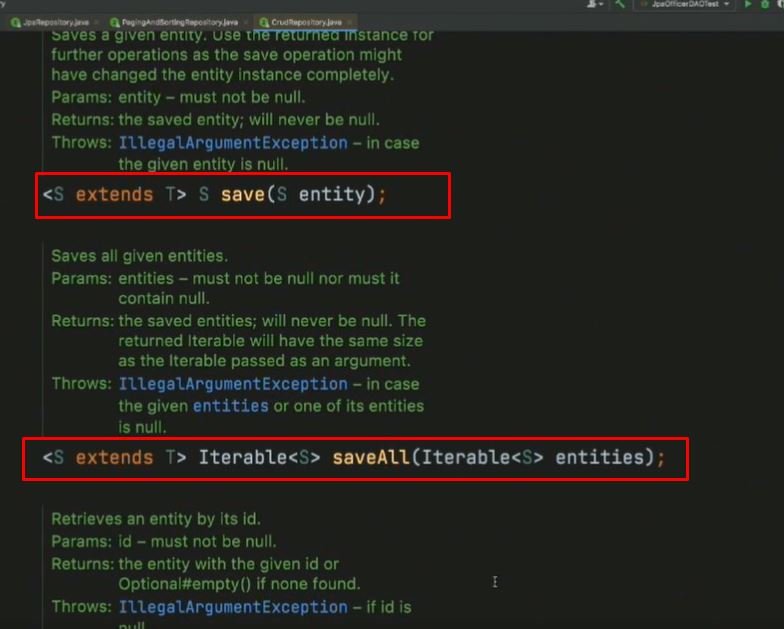 y
JpaOfficerDAOTest
JpaRepository.java × PagingAndSortingRepository.java × CrudRepository.java ×
Saves a given entity. Use the returned instance for
further operations as the save operation might
have changed the entity instance completely.
Params: entity – must not be null.
Returns: the saved entity; will never be null.
Throws: IllegalArgumentException – in case
the given entity is null.
<S extends T> S save(S entity);
Saves all given entities.
Params: entities – must not be null nor must it
contain null.
Returns: the saved entities; will never be null. The
returned Iterable will have the same size
as the Iterable passed as an argument.
Throws: IllegalArgumentException – in case
the given entities or one of its entities
is null.
<S extends T> Iterable<S> saveAll(Iterable<S> entities);
Retrieves an entity by its id.
Params: id – must not be null.
Returns: the entity with the given id or
Optional#empty() if none found.
Throws: IllegalArgumentException – if id is
null